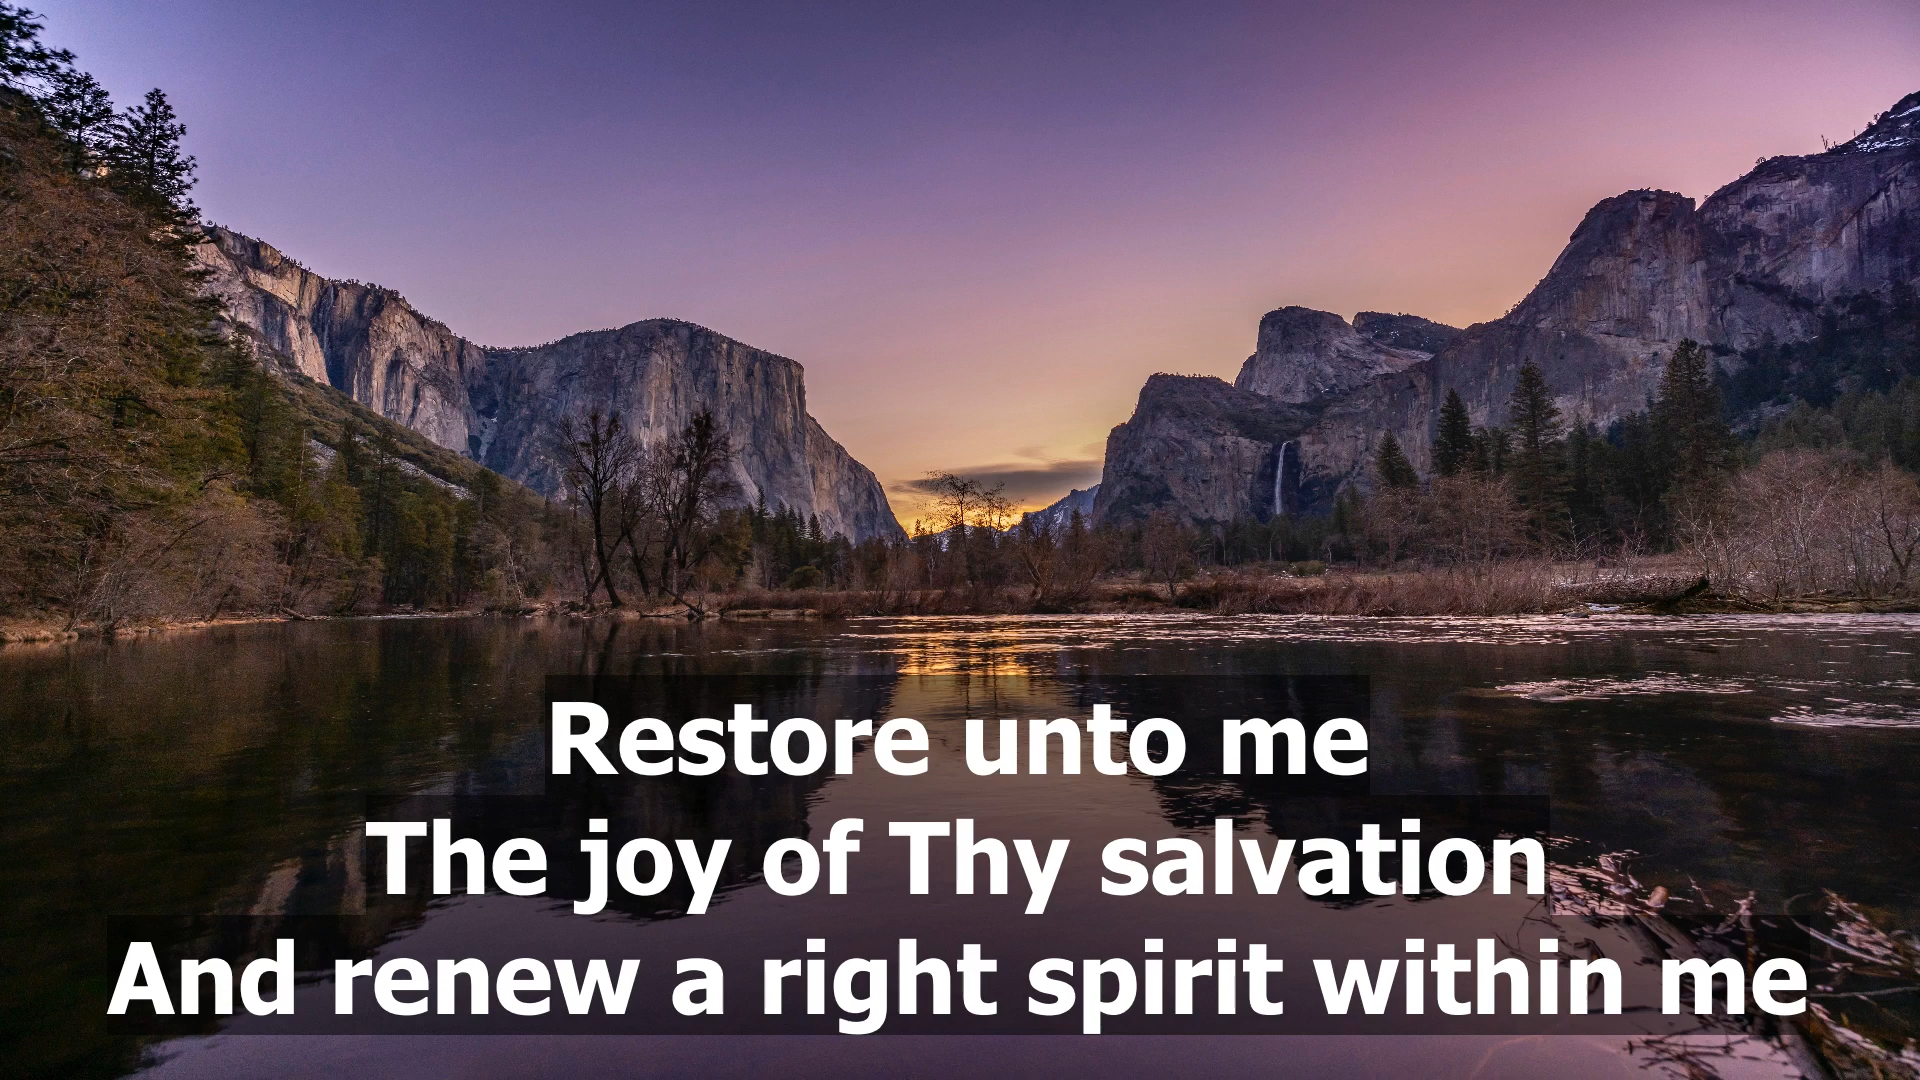 Restore unto me
The joy of Thy salvation
And renew a right spirit within me